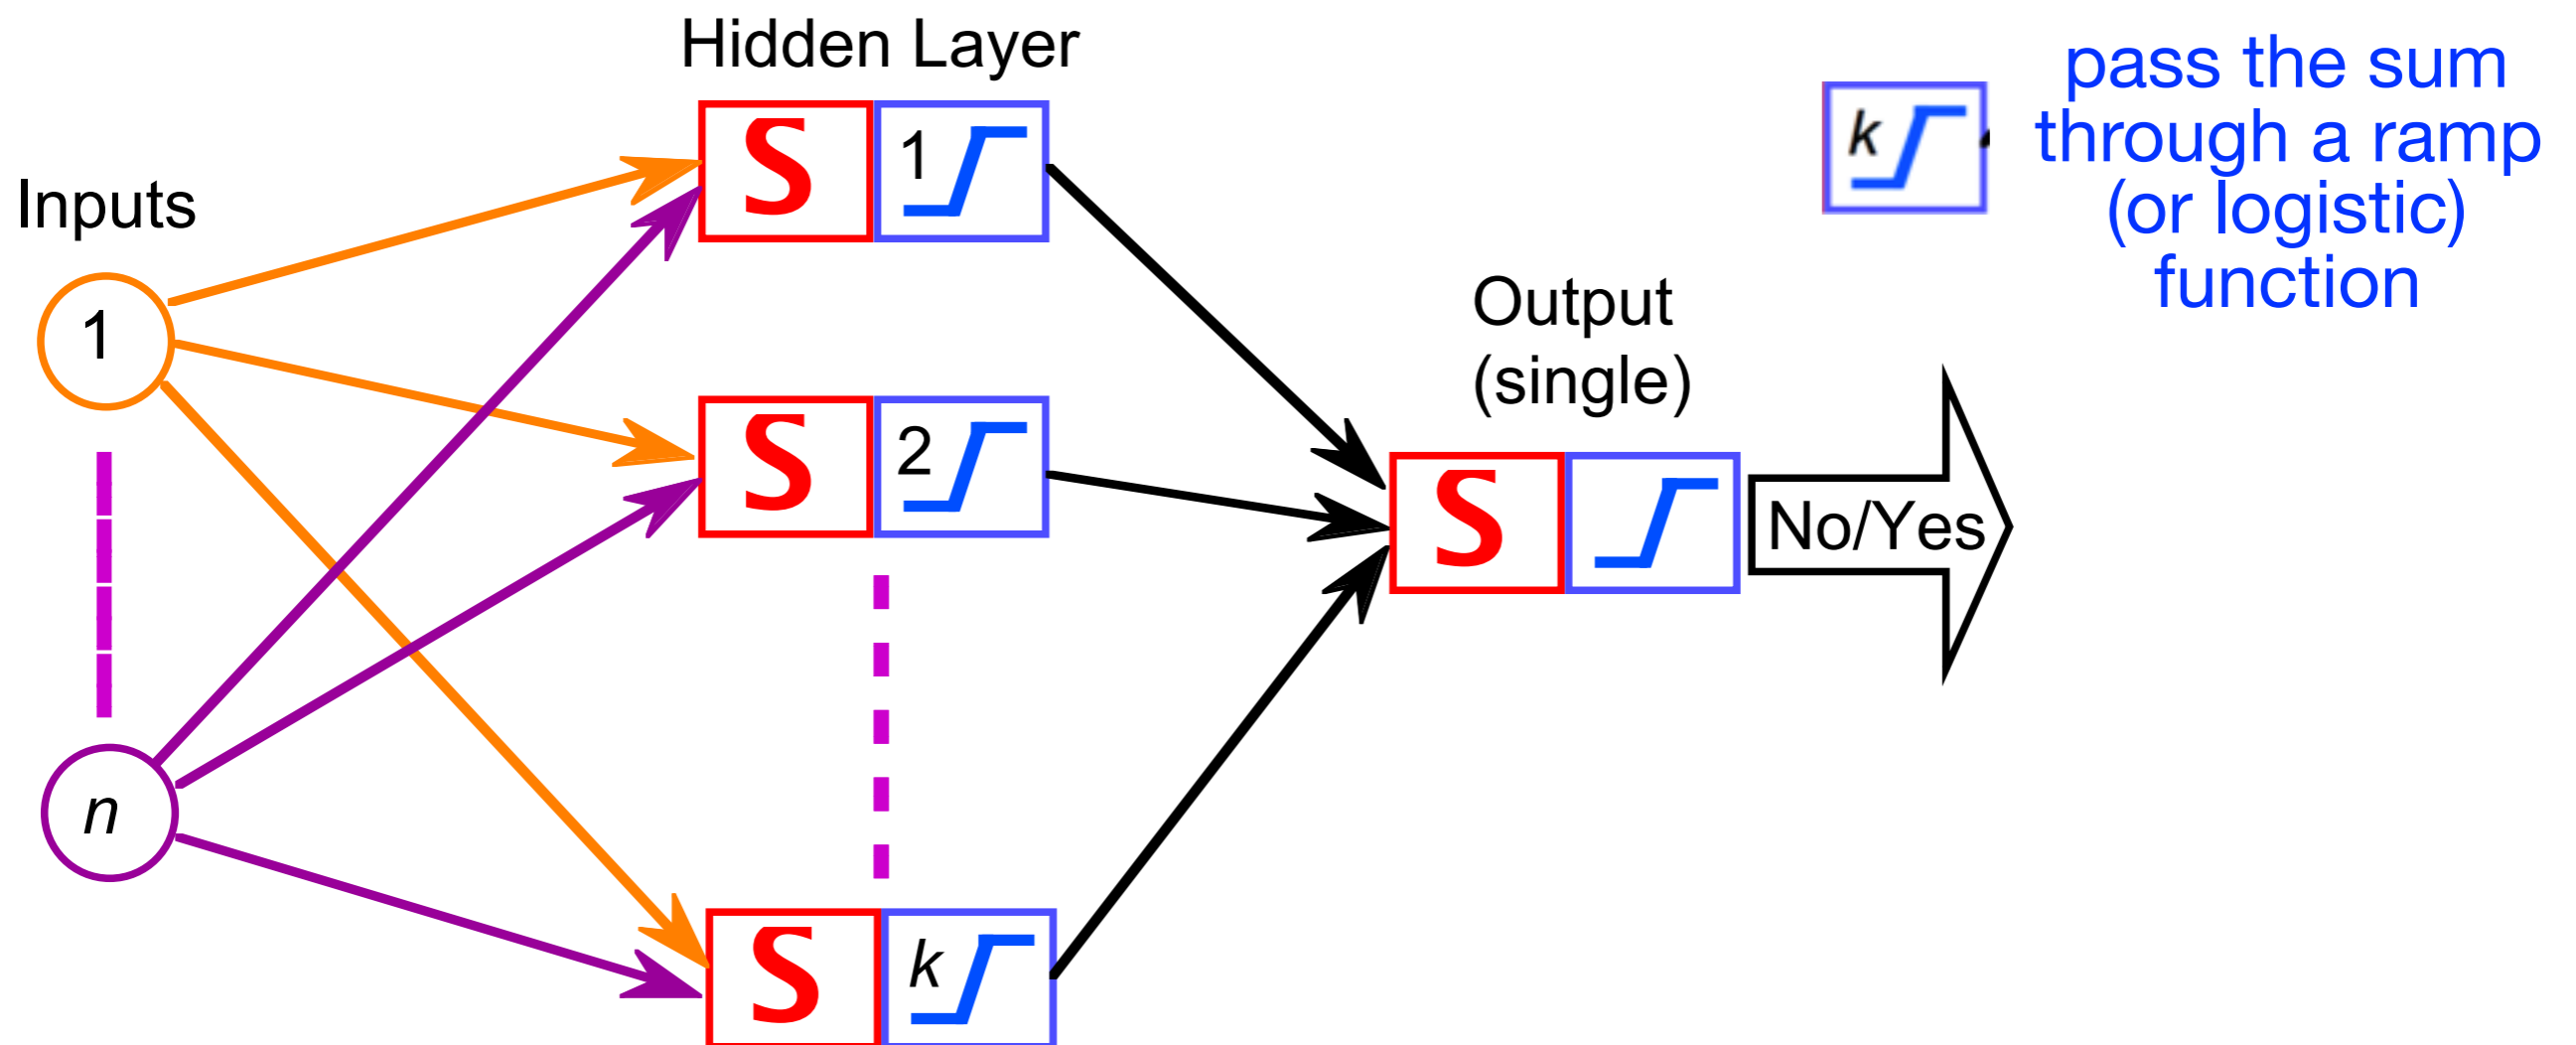 Hidden Layer
pass the sum
through a ramp
(or logistic)
function
k
Inputs
S 1
1
Output
(single)
S 2
S
No/Yes
n
S k